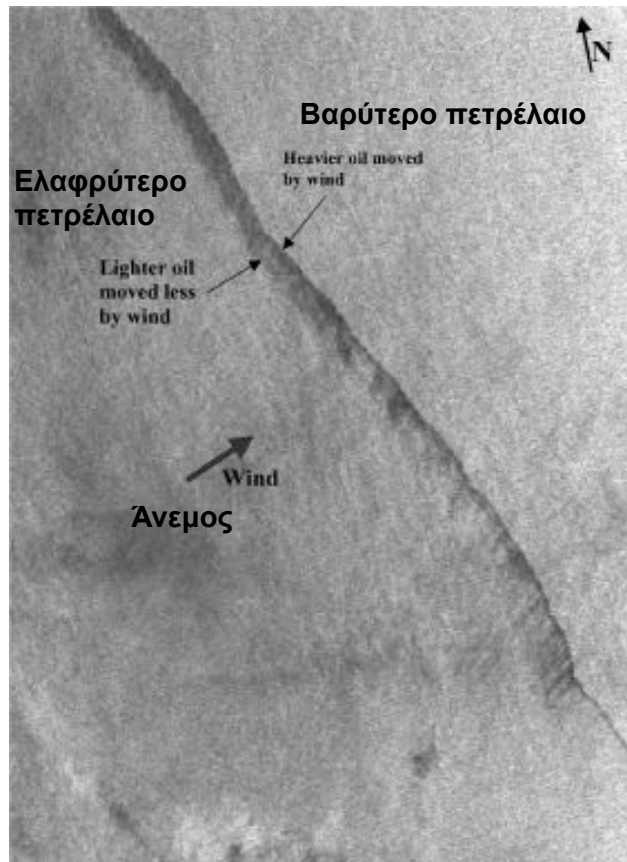 N
Βαρύτερο πετρέλαιο
Heavier oil moved
by wind
Ελαφρύτερο
πετρέλαιο
Lighter oil
moved less
by wind
Wind
Άνεμος